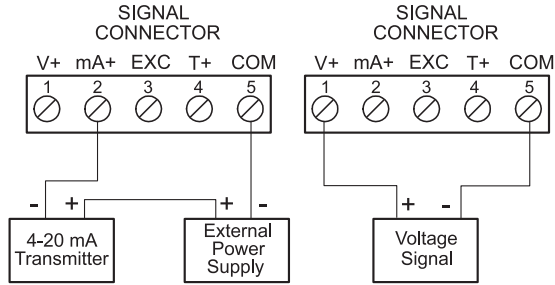 SIGNAL
CONNECTOR
V+ mA+ EXC T+ COM
1 2 3 4 5
- + + -
4-20 mA
Transmitter
External
Power
Supply
SIGNAL
CONNECTOR
V+ mA+ EXC T+ COM
1 2 3 4 5
+ -
Voltage
Signal